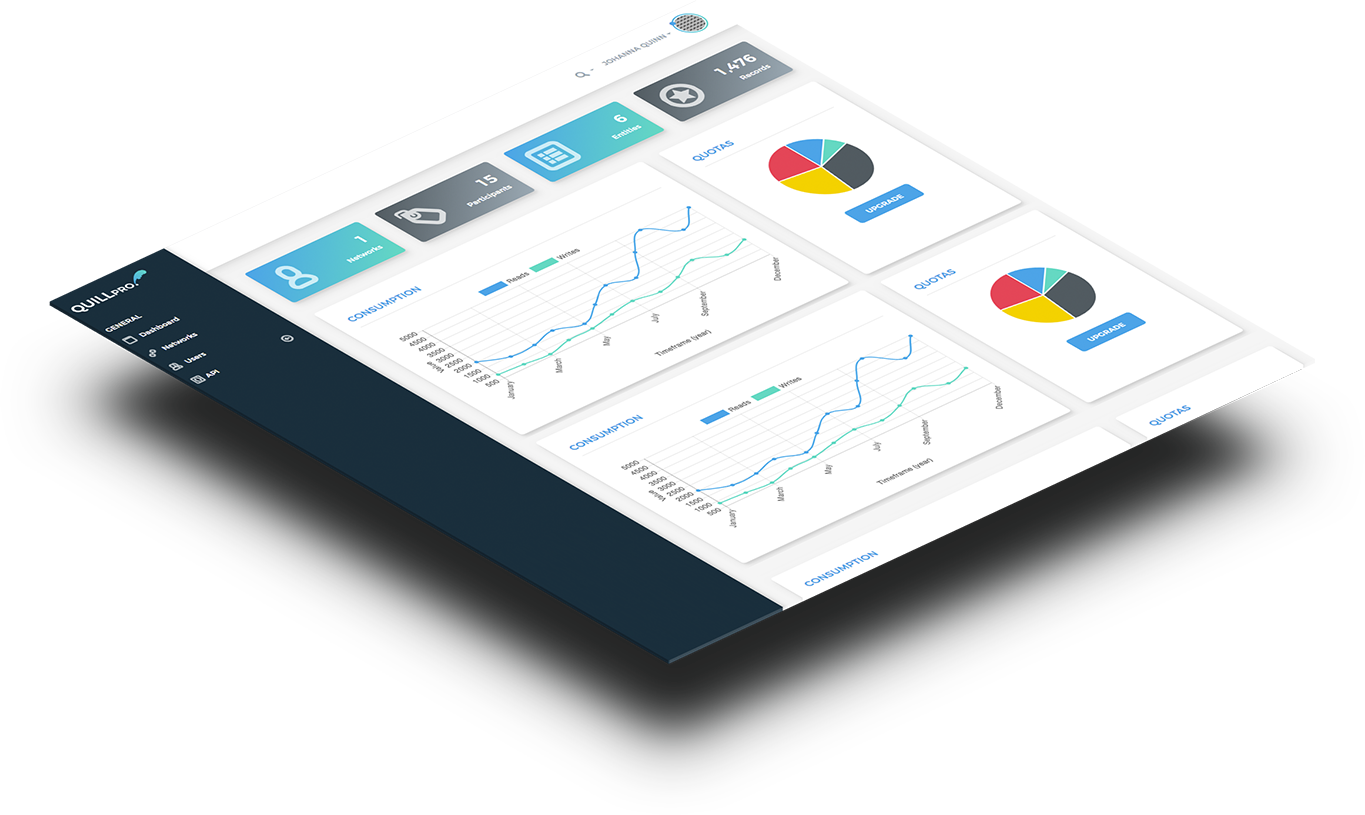 JOHANNA QUINN
QUILLPRO.
GENERAL
Dashboard
Networks
Users
API
1
Networks
15
Participants
6
Entities
1,476
Records
CONSUMPTION
Reads
Writes
5000
4500
4000
3500
3000
2500
2000
1500
1000
500
January
March
May
July
September
December
Timeframe (year)
QUOTAS
UPGRADE
CONSUMPTION
Reads
Writes
5000
4500
4000
3500
3000
2500
2000
1500
1000
500
January
March
May
July
September
December
Timeframe (year)
QUOTAS
UPGRADE
CONSUMPTION
QUOTAS